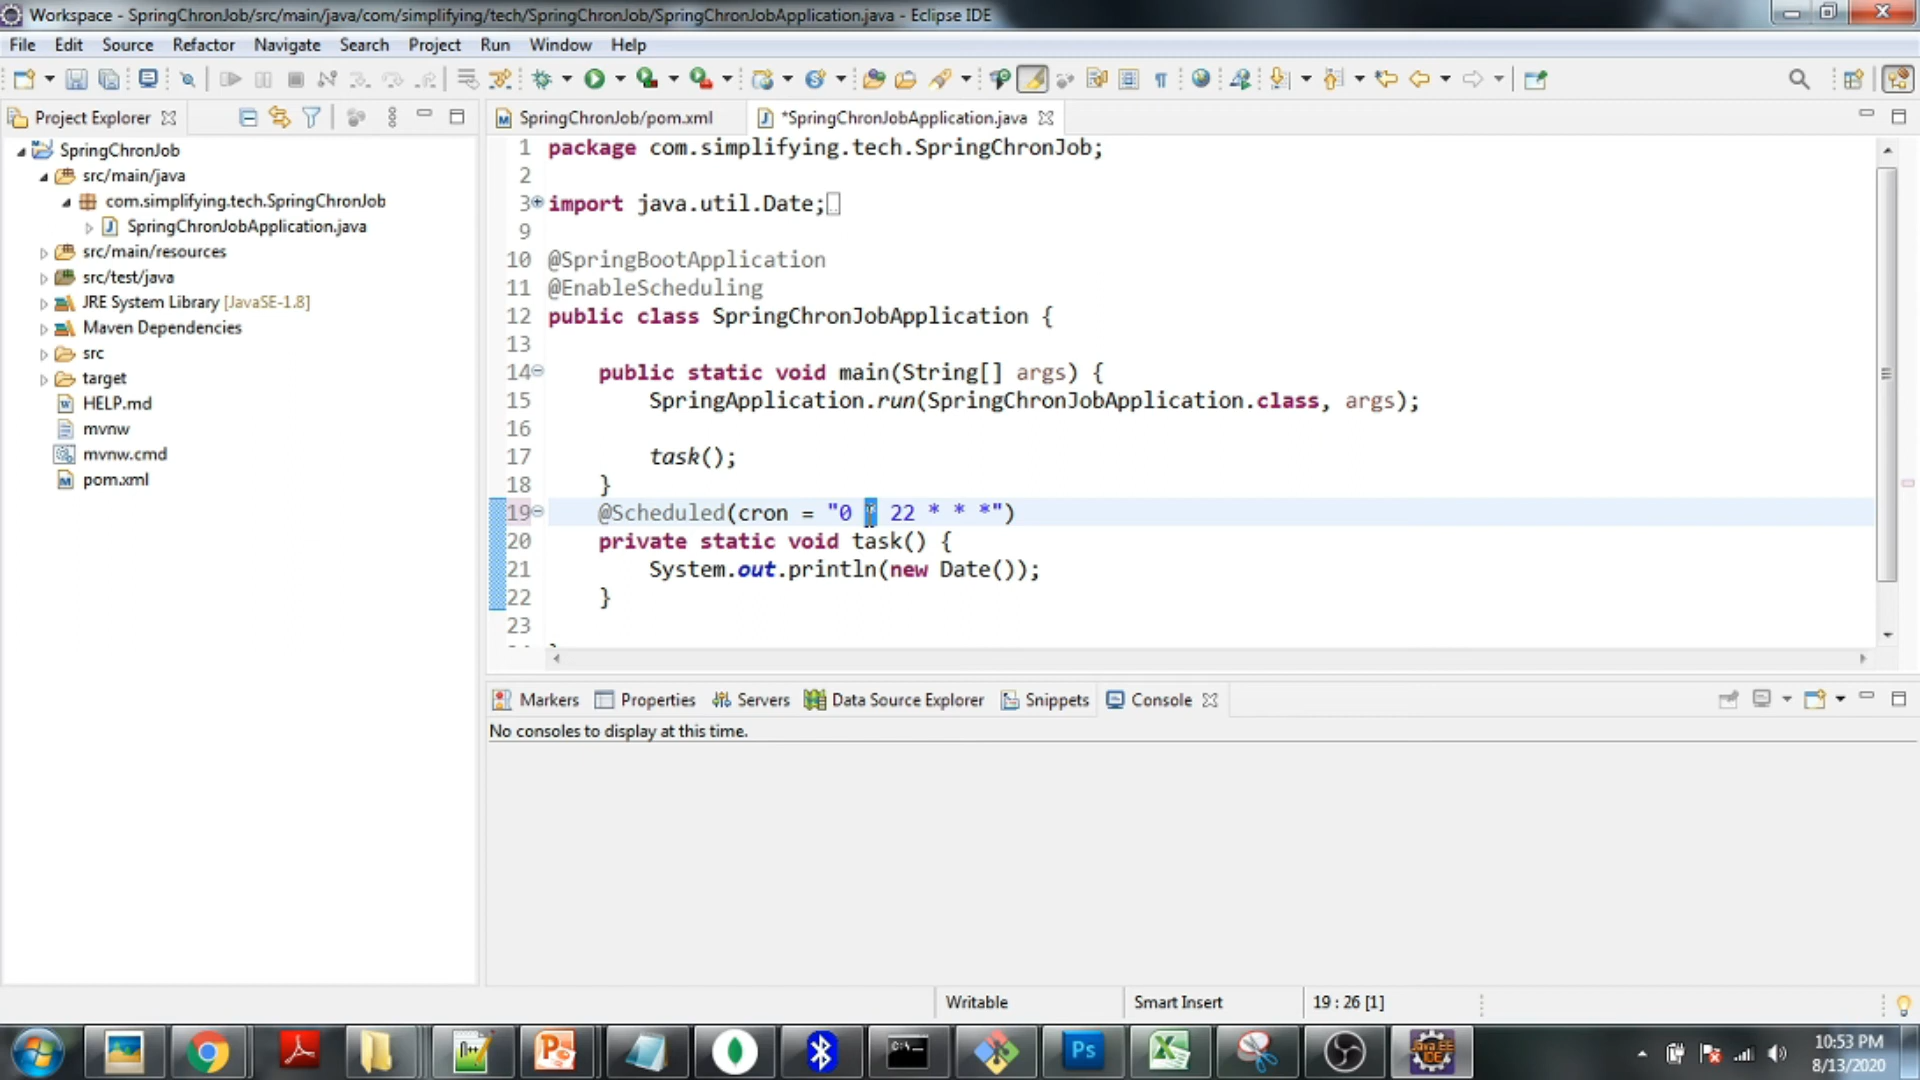 Workspace - SpringChronJob/src/main/java/com/simplifying/tech/SpringChronJob/SpringChronJobApplication.java - Eclipse IDE
File Edit Source Refactor Navigate Search Project Run Window Help
Project Explorer
SpringChronJob/pom.xml
*SpringChronJobApplication.java
SpringChronJob
src/main/java
com.simplifying.tech.SpringChronJob
SpringChronJobApplication.java
src/main/resources
src/test/java
JRE System Library [JavaSE-1.8]
Maven Dependencies
src
target
HELP.md
mvnw
mvnw.cmd
pom.xml
1 package com.simplifying.tech.SpringChronJob;
2
3 import java.util.Date;
9
10 @SpringBootApplication
11 @EnableScheduling
12 public class SpringChronJobApplication {
13
14 public static void main(String[] args) {
15 SpringApplication.run(SpringChronJobApplication.class, args);
16
17 task();
18 }
19 @Scheduled(cron = "0 * 22 * * *")
20 private static void task() {
21 System.out.println(new Date());
22 }
23
Markers Properties Servers Data Source Explorer Snippets Console
No consoles to display at this time.
Writable Smart Insert 19 : 26 [1]
Ps
Java EE IDE
10:53 PM
8/13/2020